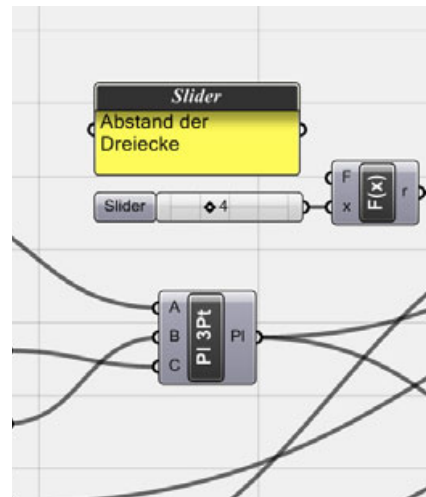 Slider
Abstand der
Dreiecke
F
x
F(x)
r
Slider
4
A
B
C
Pl 3Pt
Pl